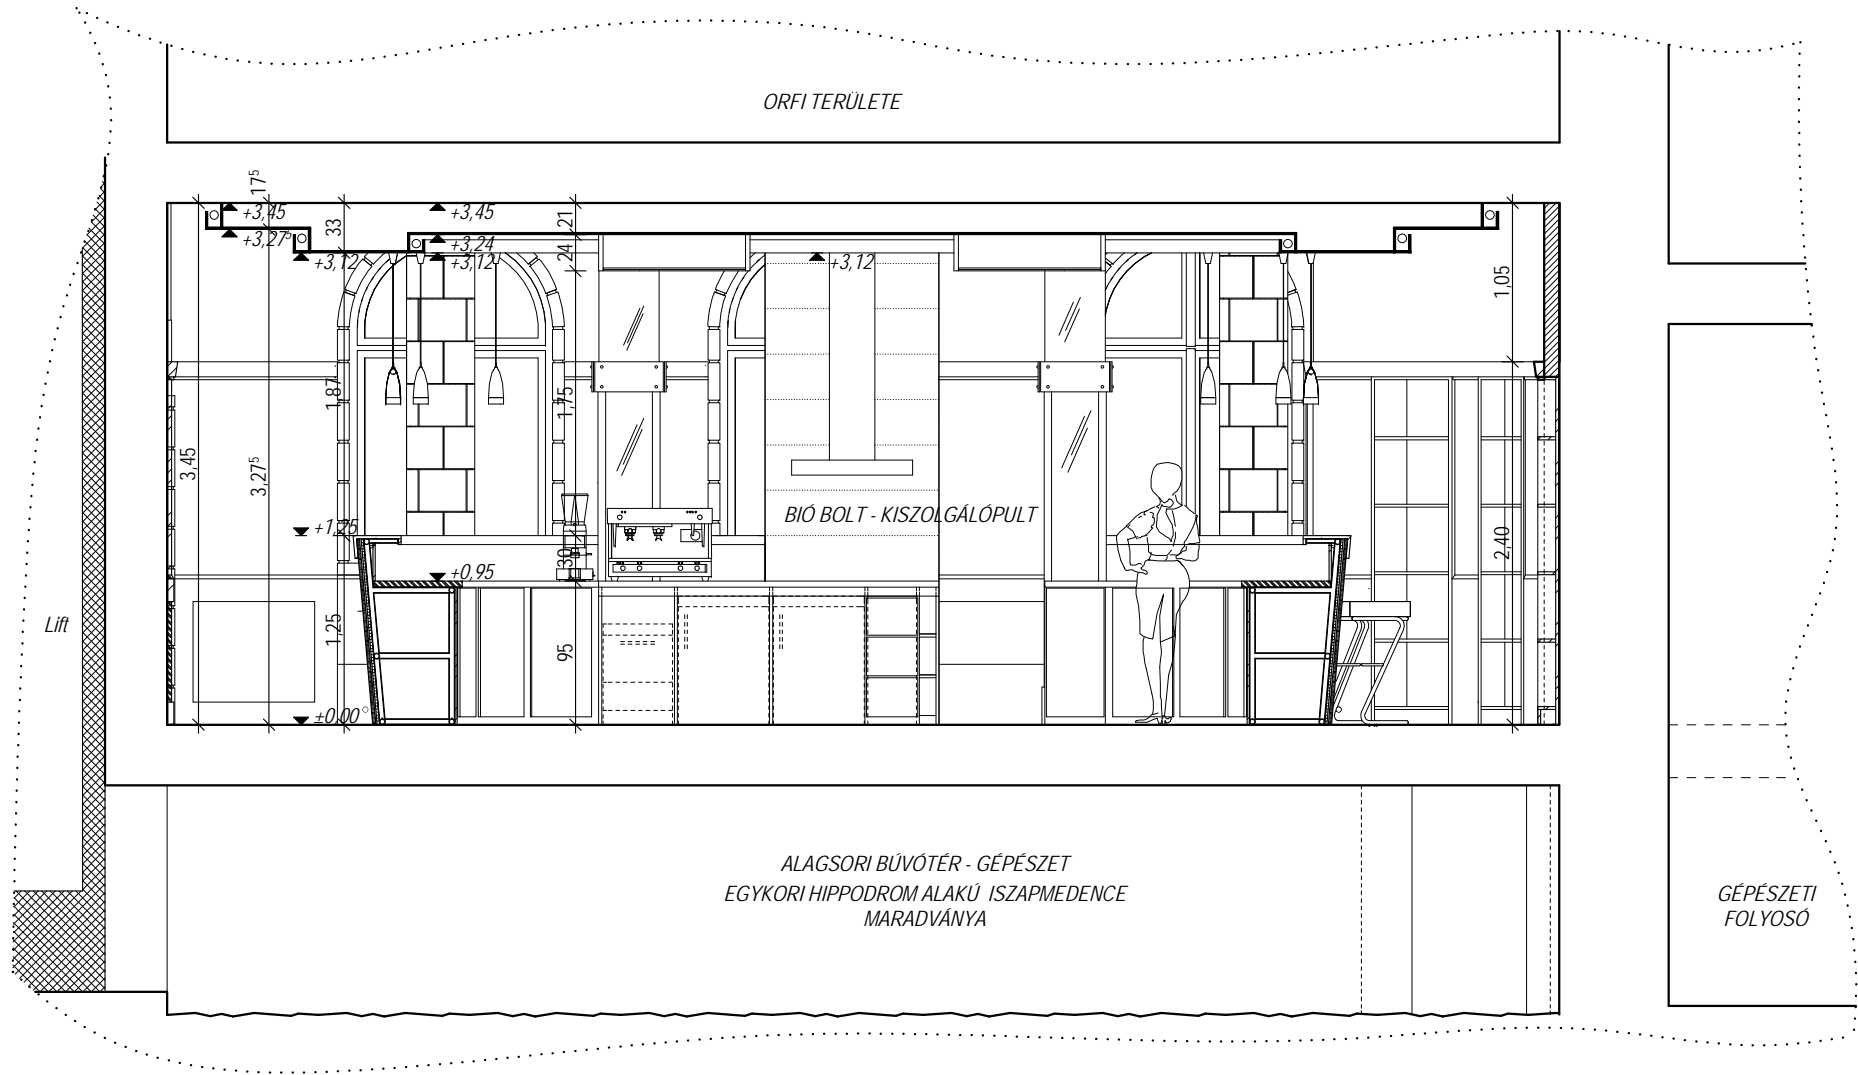 ORFI TERÜLETE
17⁵
+3,45
+3,45
33
21
+3,27⁵
+3,24
24
+3,12
+3,12
+3,12
1,05
1,87
1,75
3,45
3,27⁵
BIÓ BOLT - KISZOLGÁLÓPULT
+1,25
30
2,40
+0,95
Lift
1,25
95
±0,00
ALAGSORI BÚVÓTÉR - GÉPÉSZET
EGYKORI HIPPODROM ALAKÚ ISZAPMEDENCE
MARADVÁNYA
GÉPÉSZETI
FOLYOSÓ